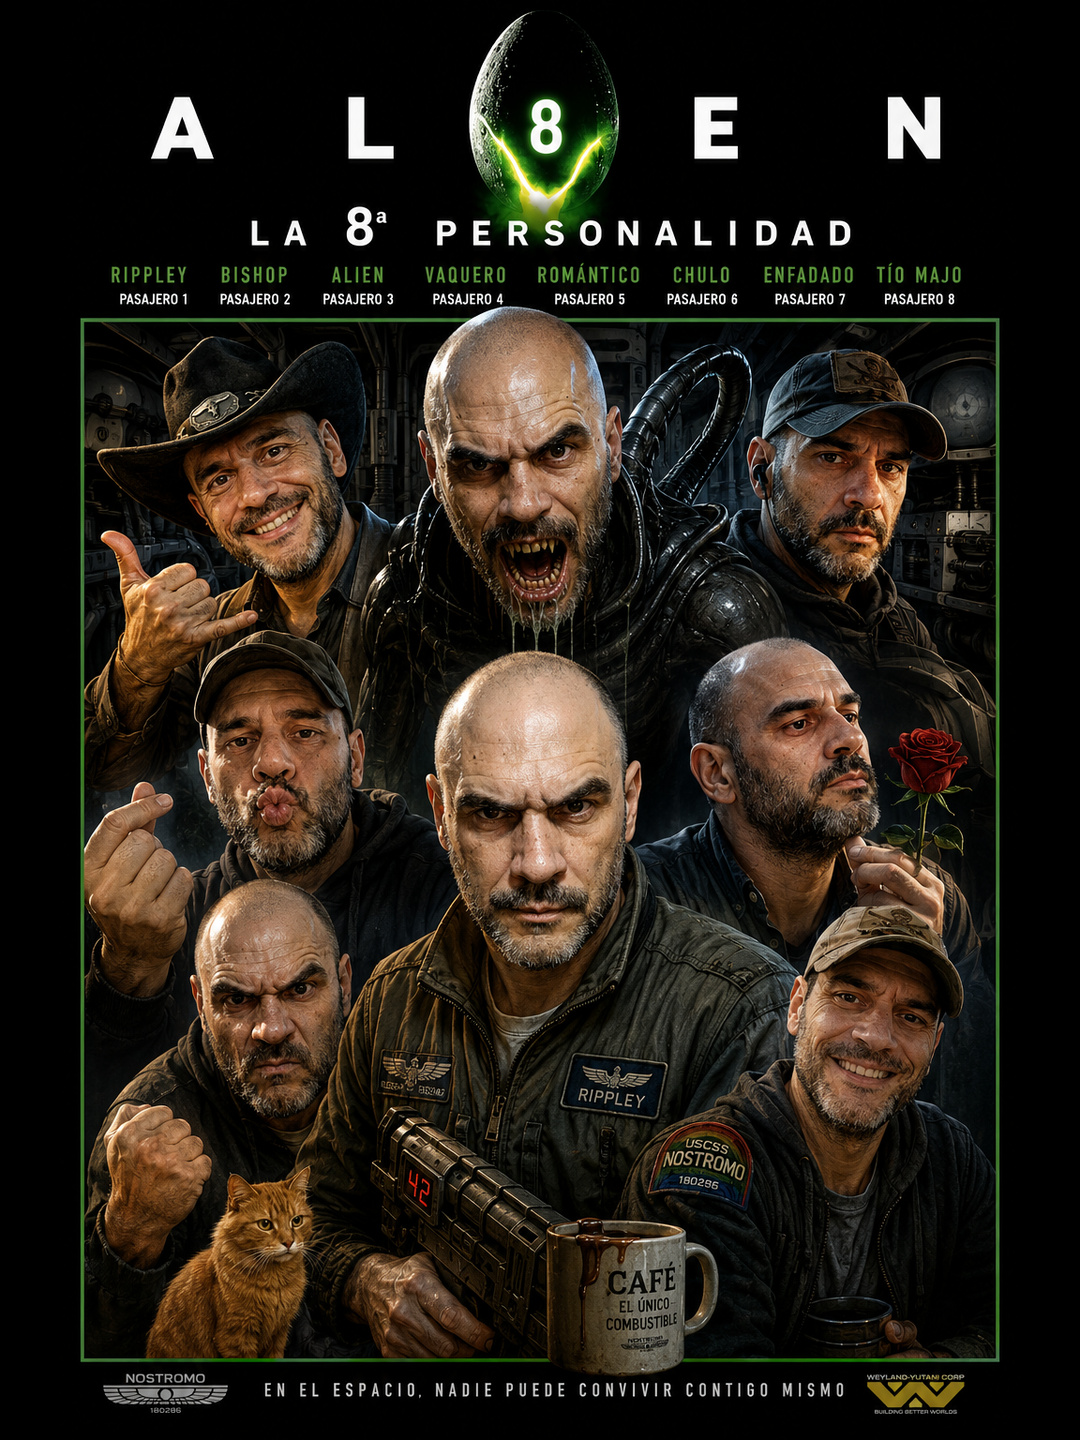 AL8EN
LA 8ª PERSONALIDAD
RIPPLEY BISHOP ALIEN VAQUERO ROMÁNTICO CHULO ENFADADO TÍO MAJO
PASAJERO 1 PASAJERO 2 PASAJERO 3 PASAJERO 4 PASAJERO 5 PASAJERO 6 PASAJERO 7 PASAJERO 8
RIPPLEY
USCSS
NOSTROMO
180286
42
CAFÉ
EL ÚNICO
COMBUSTIBLE
NOSTROMO
180286
EN EL ESPACIO, NADIE PUEDE CONVIVIR CONTIGO MISMO
WEYLAND-YUTANI CORP
BUILDING BETTER WORLDS